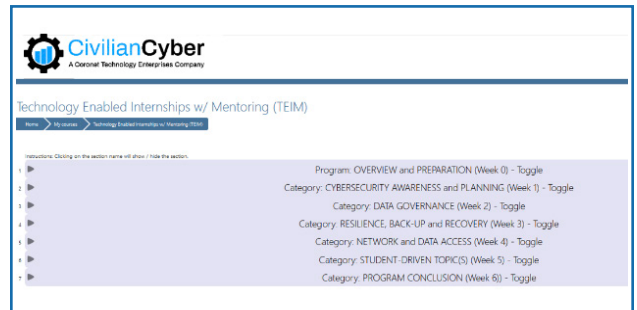 CivilianCyber
A Coronet Technology Enterprises Company
Technology Enabled Internships w/ Mentoring (TEIM)
Home My courses Technology Enabled Internships w/ Mentoring (TEIM)
Instructions: Clicking on the section name will show / hide the section.
1 Program: OVERVIEW and PREPARATION (Week 0) - Toggle
2 Category: CYBERSECURITY AWARENESS and PLANNING (Week 1) - Toggle
3 Category: DATA GOVERNANCE (Week 2) - Toggle
4 Category: RESILIENCE, BACK-UP and RECOVERY (Week 3) - Toggle
5 Category: NETWORK and DATA ACCESS (Week 4) - Toggle
6 Category: STUDENT-DRIVEN TOPIC(S) (Week 5) - Toggle
7 Category: PROGRAM CONCLUSION (Week 6)) - Toggle